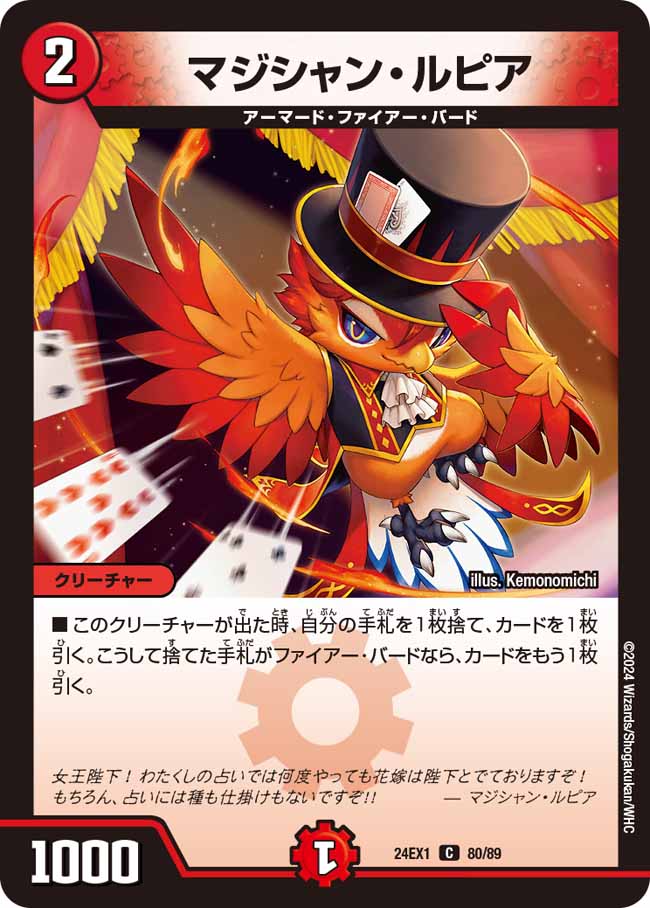 2
マジシャン・ルピア
アーマード・ファイアー・バード
クリーチャー
illus. Kemonomichi
■このクリーチャーが出た時、自分の手札を1枚捨て、カードを1枚
引く。こうして捨てた手札がファイアー・バードなら、カードをもう1枚
引く。
女王陛下！わたくしの占いでは何度やっても花嫁は陛下とでておりますぞ！
もちろん、占いには種も仕掛けもないですぞ!! ― マジシャン・ルピア
©2024 Wizards/Shogakukan/WHC
1000
1
24EX1 C 80/89